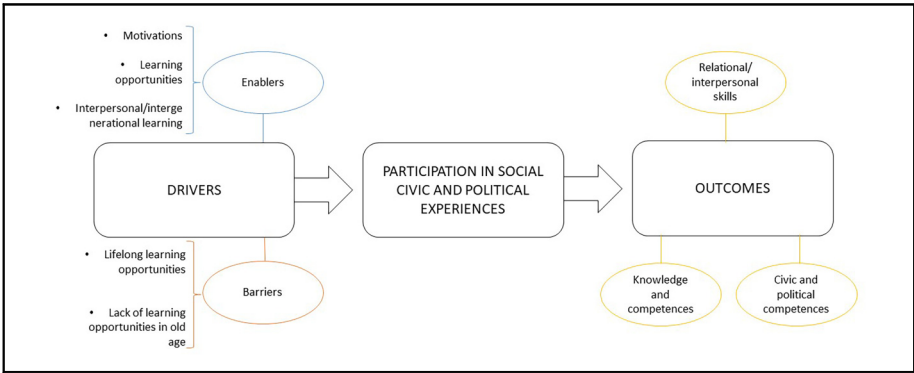 • Motivations
• Learning
opportunities
• Interpersonal/interge
nerational learning
Enablers
DRIVERS
• Lifelong learning
opportunities
• Lack of learning
opportunities in old
age
Barriers
PARTICIPATION IN SOCIAL
CIVIC AND POLITICAL
EXPERIENCES
Relational/
interpersonal
skills
OUTCOMES
Knowledge
and
competences
Civic and
political
competences